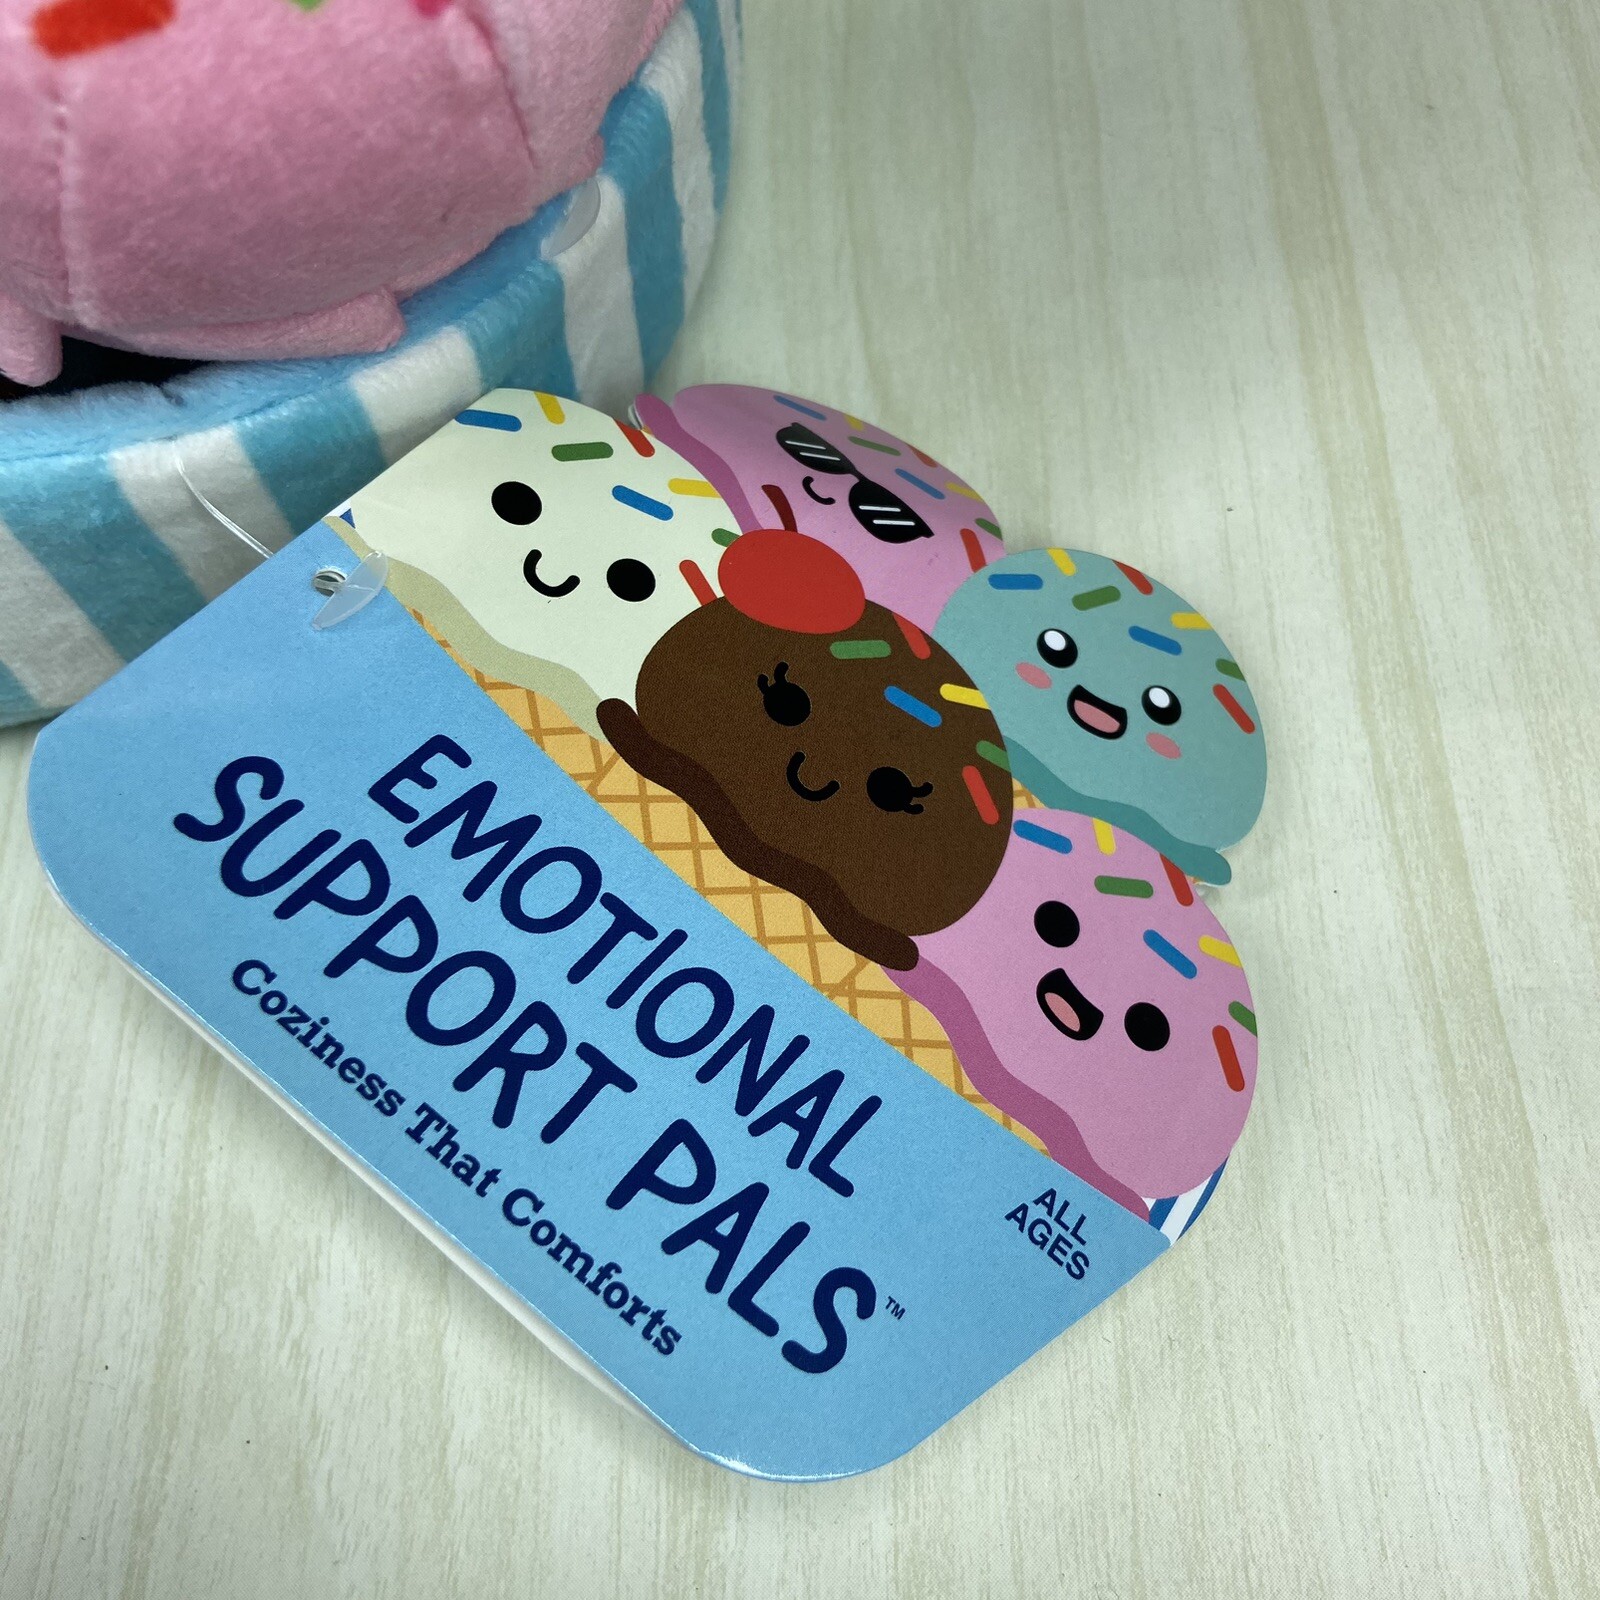 EMOTIONAL
SUPPORT PALS™
Coziness That Comforts
ALL
AGES